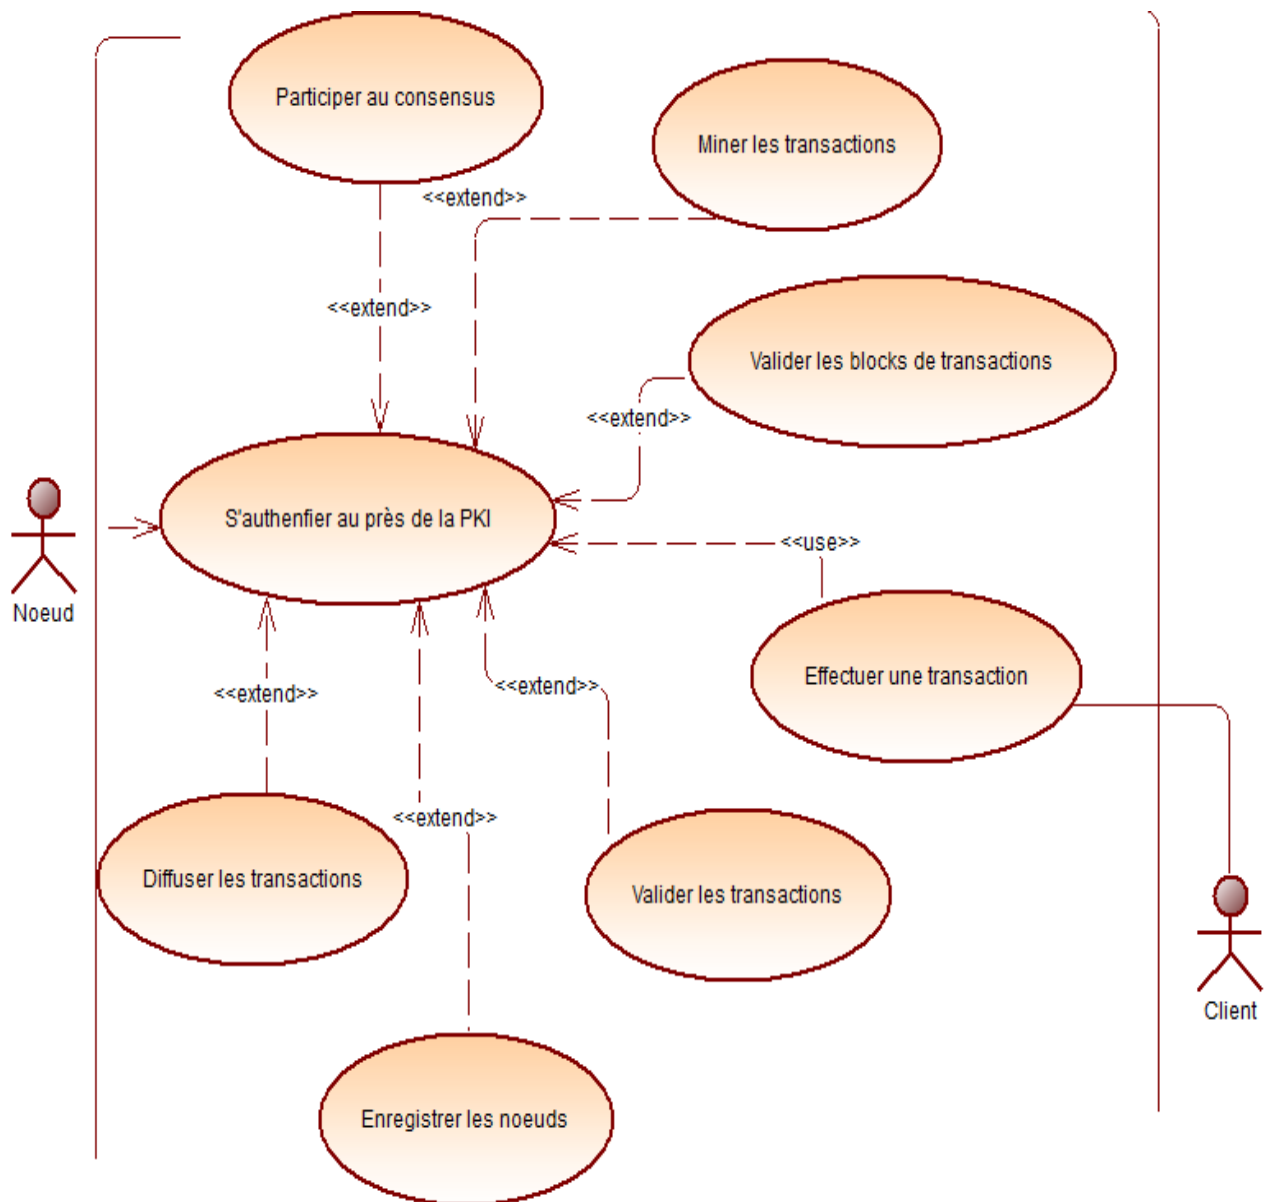 Participer au consensus
Miner les transactions
<<extend>>
<<extend>>
Valider les blocks de transactions
<<extend>>
S'authenfier au près de la PKI
<<use>>
Noeud
Effectuer une transaction
<<extend>>
<<extend>>
<<extend>>
Diffuser les transactions
Valider les transactions
Client
Enregistrer les noeuds